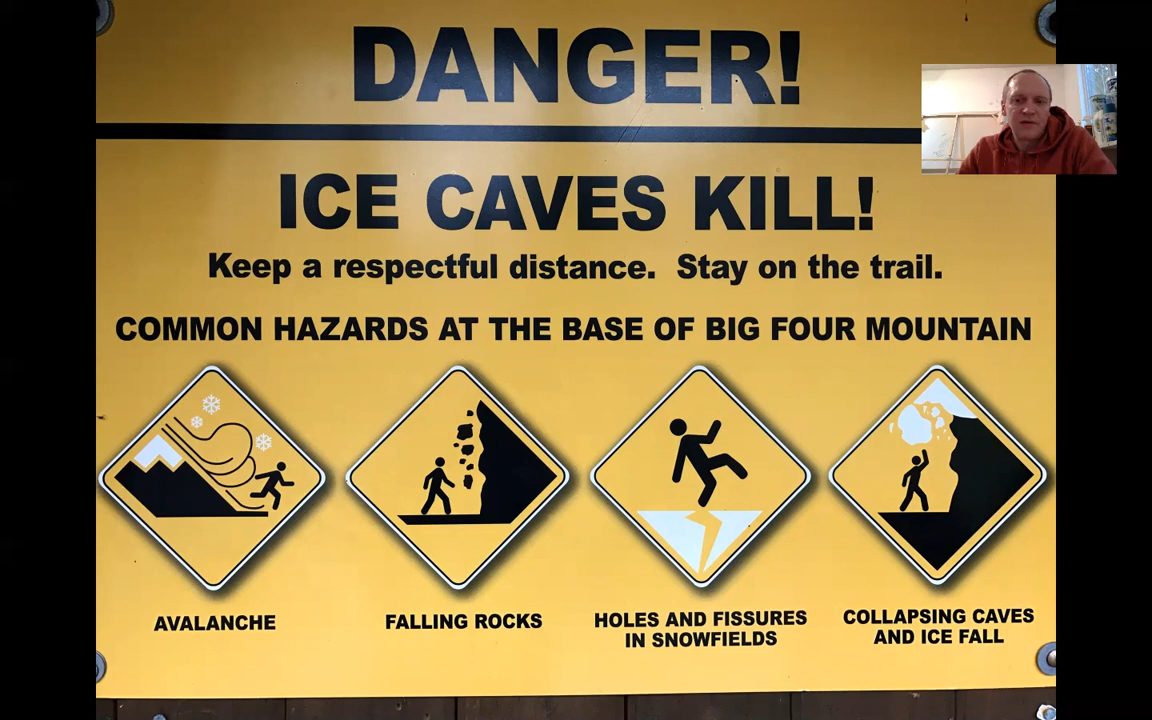 DANGER!
ICE CAVES KILL!
Keep a respectful distance. Stay on the trail.
COMMON HAZARDS AT THE BASE OF BIG FOUR MOUNTAIN
AVALANCHE
FALLING ROCKS
HOLES AND FISSURES
IN SNOWFIELDS
COLLAPSING CAVES
AND ICE FALL